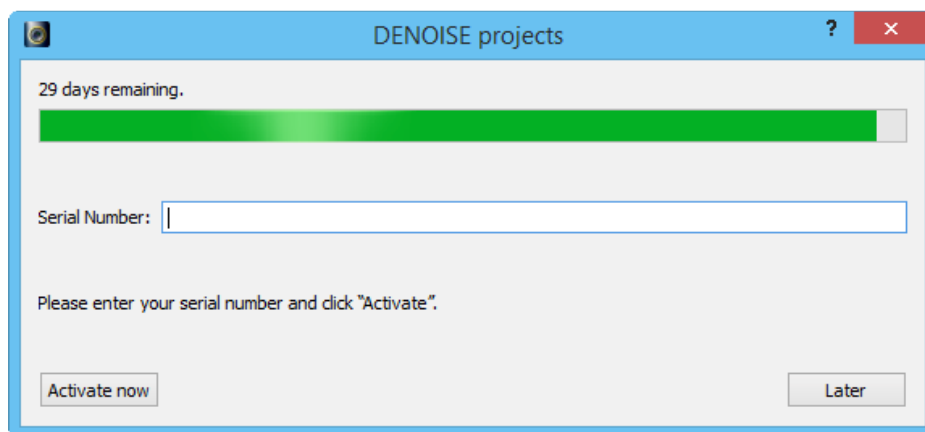 DENOISE projects
?
29 days remaining.
Serial Number:
Please enter your serial number and click “Activate”.
Activate now
Later